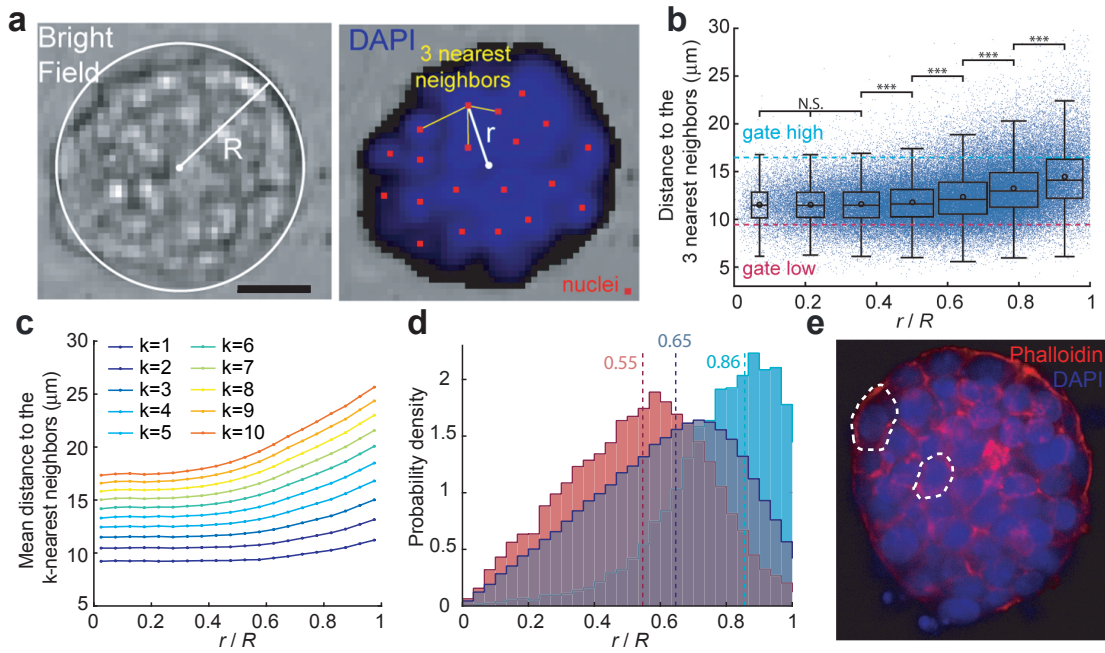 a
Bright
Field
R
DAPI
3 nearest
neighbors
r
nuclei
b
Distance to the
3 nearest neighbors (μm)
30
25
20
15
10
5
N.S.
***
***
***
***
gate high
gate low
0 0.2 0.4 0.6 0.8 1
r / R
c
Mean distance to the
k-nearest neighbors (μm)
30
25
20
15
10
5
k=1
k=2
k=3
k=4
k=5
k=6
k=7
k=8
k=9
k=10
0 0.2 0.4 0.6 0.8 1
r / R
d
Probability density
2
1.5
1
0.5
0
0.55
0.65
0.86
0 0.2 0.4 0.6 0.8 1
r / R
e
Phalloidin
DAPI